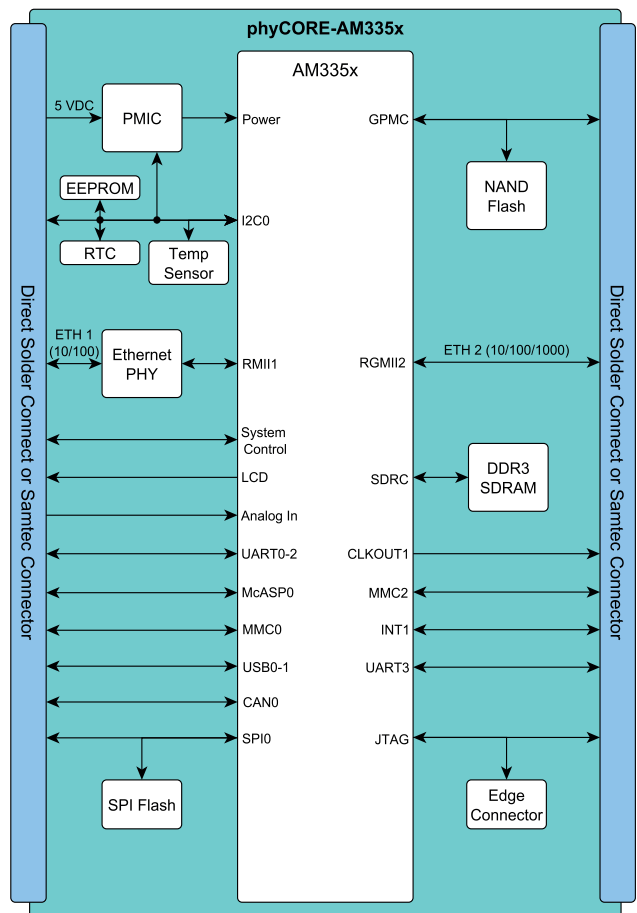 phyCORE-AM335x
AM335x
5 VDC
PMIC
Power
GPMC
EEPROM
NAND
Flash
I2C0
RTC
Temp
Sensor
Direct Solder Connect or Samtec Connector
ETH 1
(10/100)
Ethernet
PHY
RMII1
RGMII2
ETH 2 (10/100/1000)
Direct Solder Connect or Samtec Connector
System
Control
LCD
SDRC
DDR3
SDRAM
Analog In
UART0-2
CLKOUT1
McASP0
MMC2
MMC0
INT1
USB0-1
UART3
CAN0
SPI0
JTAG
SPI Flash
Edge
Connector